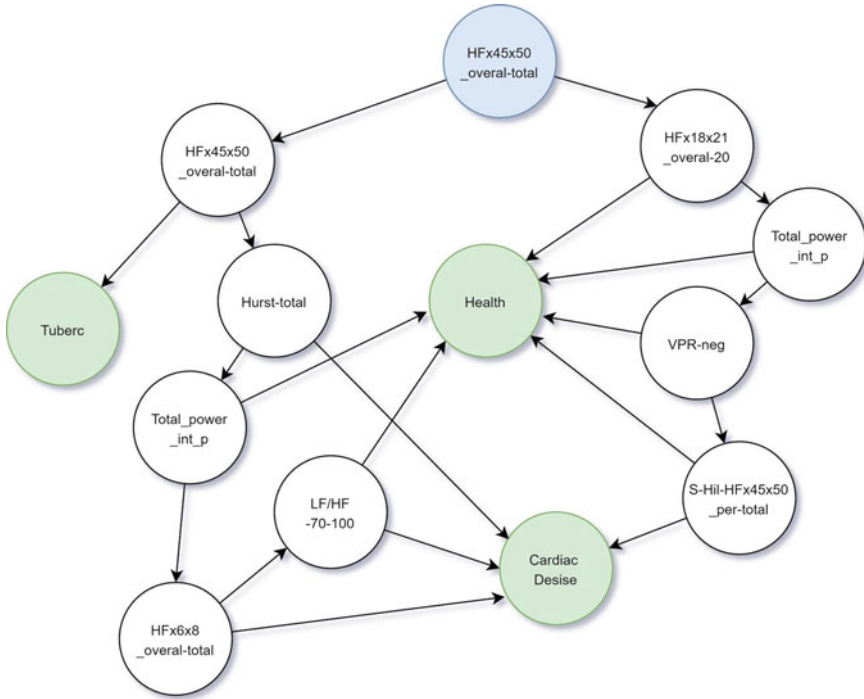 HFx45x50
_overal-total
HFx45x50
_overal-total
HFx18x21
_overal-20
Total_power
_int_p
Hurst-total
Health
Tuberc
VPR-neg
Total_power
_int_p
LF/HF
-70-100
S-Hil-HFx45x50
_per-total
Cardiac
Desise
HFx6x8
_overal-total